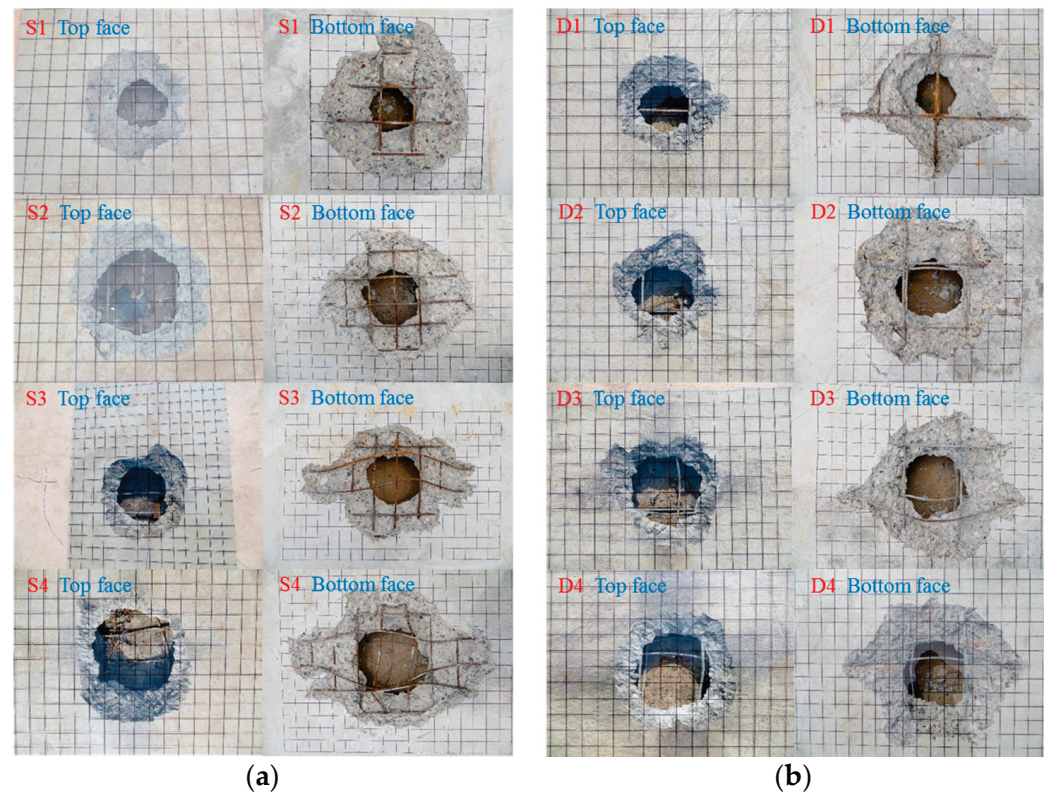 S1 Top face
S1 Bottom face
S2 Top face
S2 Bottom face
S3 Top face
S3 Bottom face
S4 Top face
S4 Bottom face
(a)
D1 Top face
D1 Bottom face
D2 Top face
D2 Bottom face
D3 Top face
D3 Bottom face
D4 Top face
D4 Bottom face
(b)